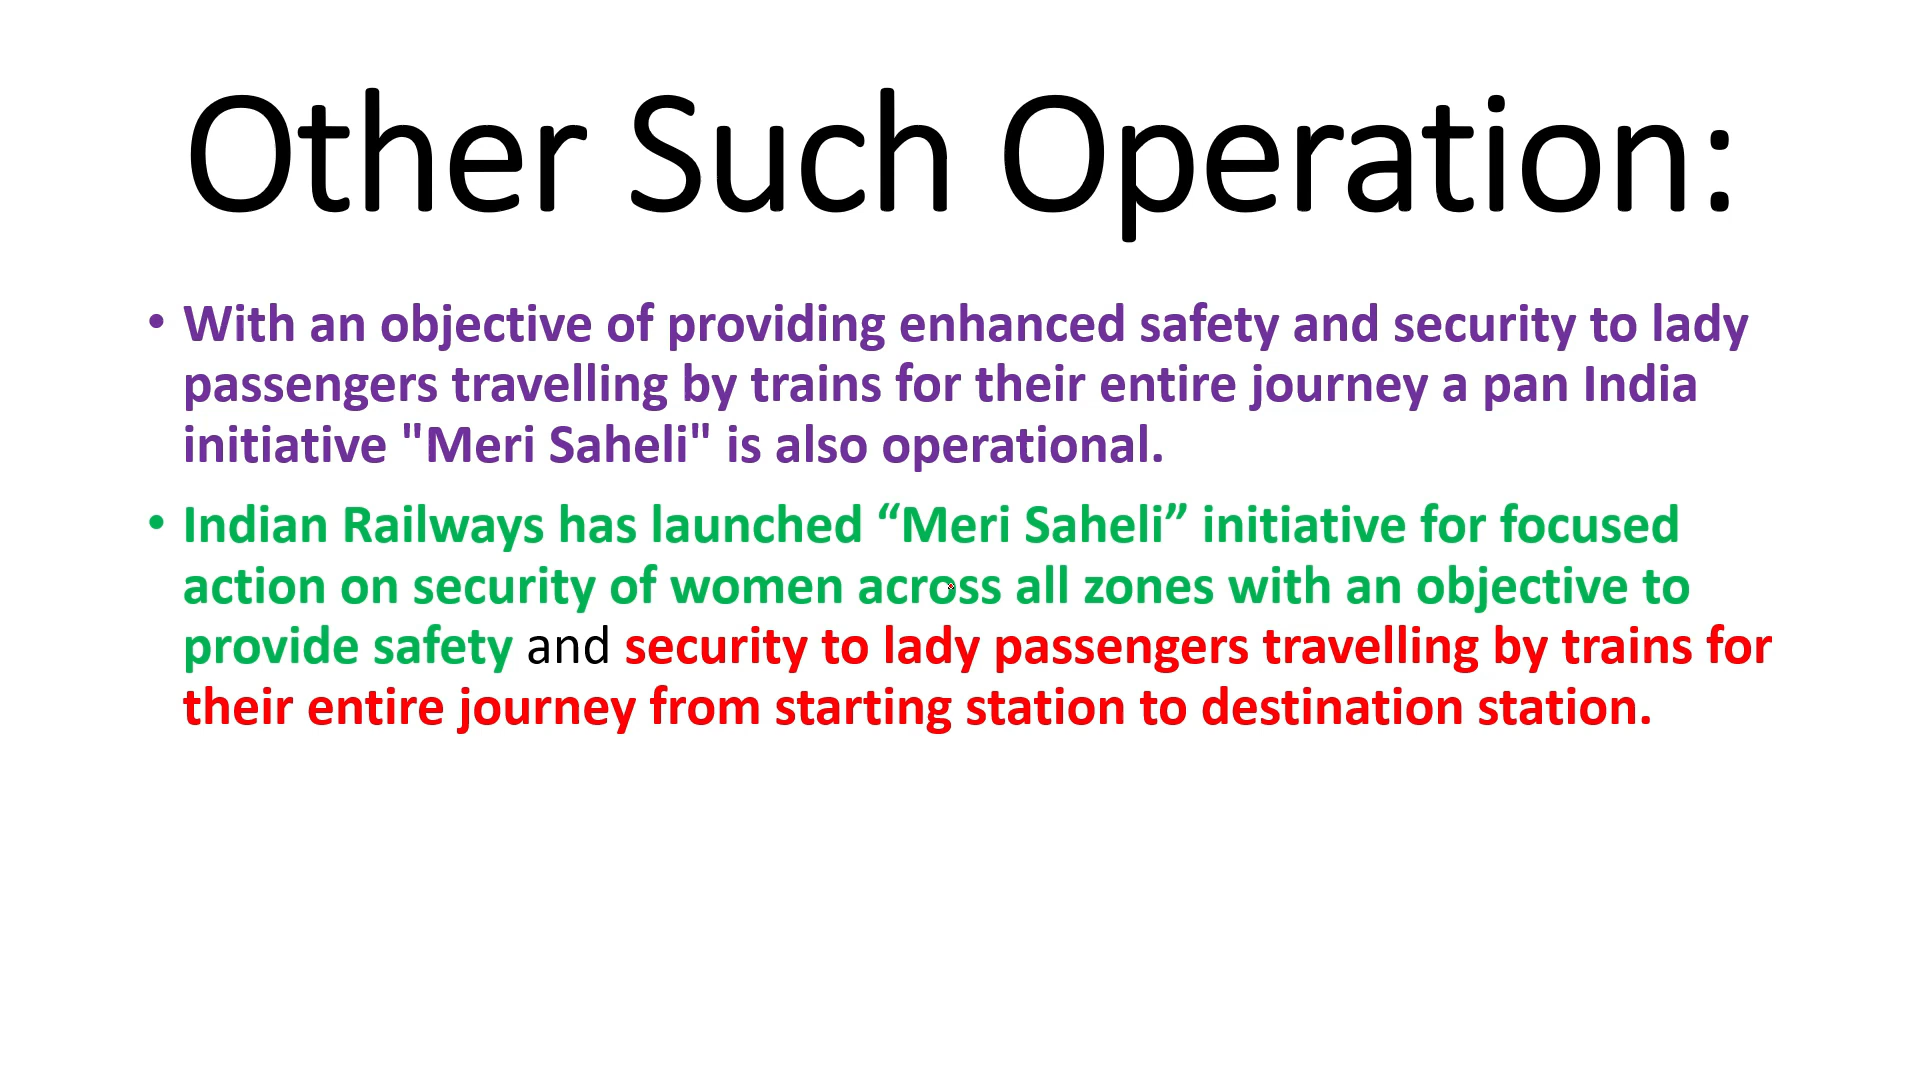 Other Such Operation:
• With an objective of providing enhanced safety and security to lady
passengers travelling by trains for their entire journey a pan India
initiative "Meri Saheli" is also operational.
• Indian Railways has launched “Meri Saheli” initiative for focused
action on security of women across all zones with an objective to
provide safety and security to lady passengers travelling by trains for
their entire journey from starting station to destination station.